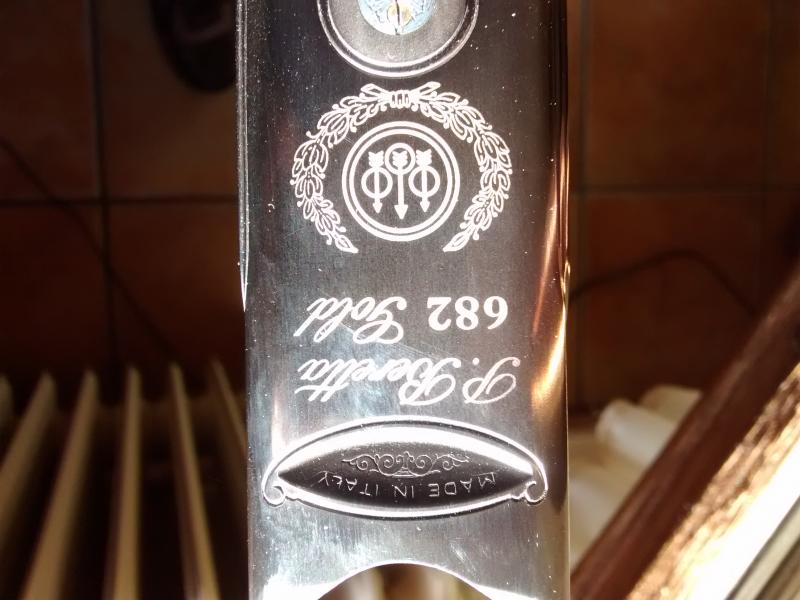 MADE IN ITALY
P. Beretta
682 Gold